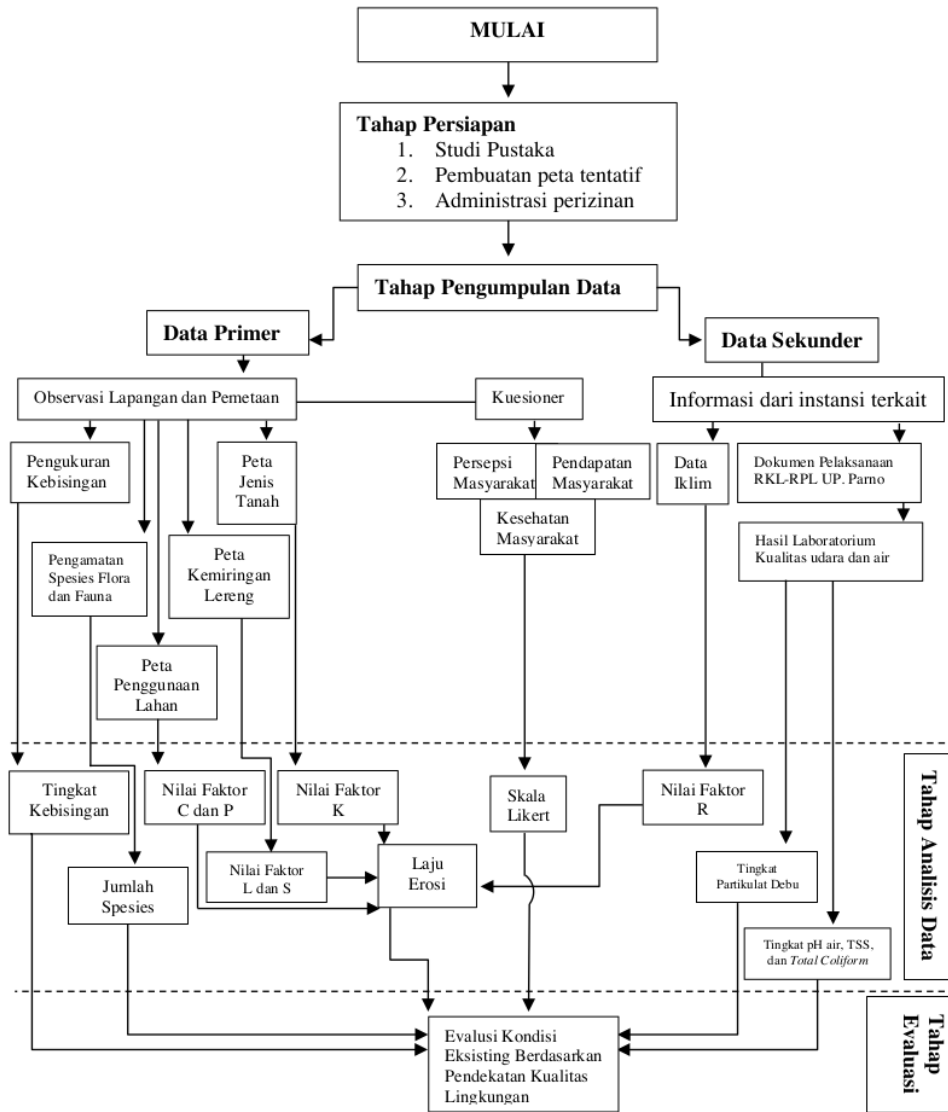 MULAI
Tahap Persiapan
1. Studi Pustaka
2. Pembuatan peta tentatif
3. Administrasi perizinan
Tahap Pengumpulan Data
Data Primer
Data Sekunder
Observasi Lapangan dan Pemetaan
Kuesioner
Informasi dari instansi terkait
Pengukuran
Kebisingan
Peta
Jenis
Tanah
Persepsi
Masyarakat
Pendapatan
Masyarakat
Kesehatan
Masyarakat
Data
Iklim
Dokumen Pelaksanaan
RKL-RPL UP. Parno
Hasil Laboratorium
Kualitas udara dan air
Pengamatan
Spesies Flora
dan Fauna
Peta
Kemiringan
Lereng
Peta
Penggunaan
Lahan
Tingkat
Kebisingan
Nilai Faktor
C dan P
Nilai Faktor
K
Skala
Likert
Nilai Faktor
R
Jumlah
Spesies
Nilai Faktor
L dan S
Laju
Erosi
Tingkat
Partikulat Debu
Tingkat pH air, TSS,
dan Total Coliform
Tahap Analisis Data
Evalusi Kondisi
Eksisting Berdasarkan
Pendekatan Kualitas
Lingkungan
Tahap
Evaluasi